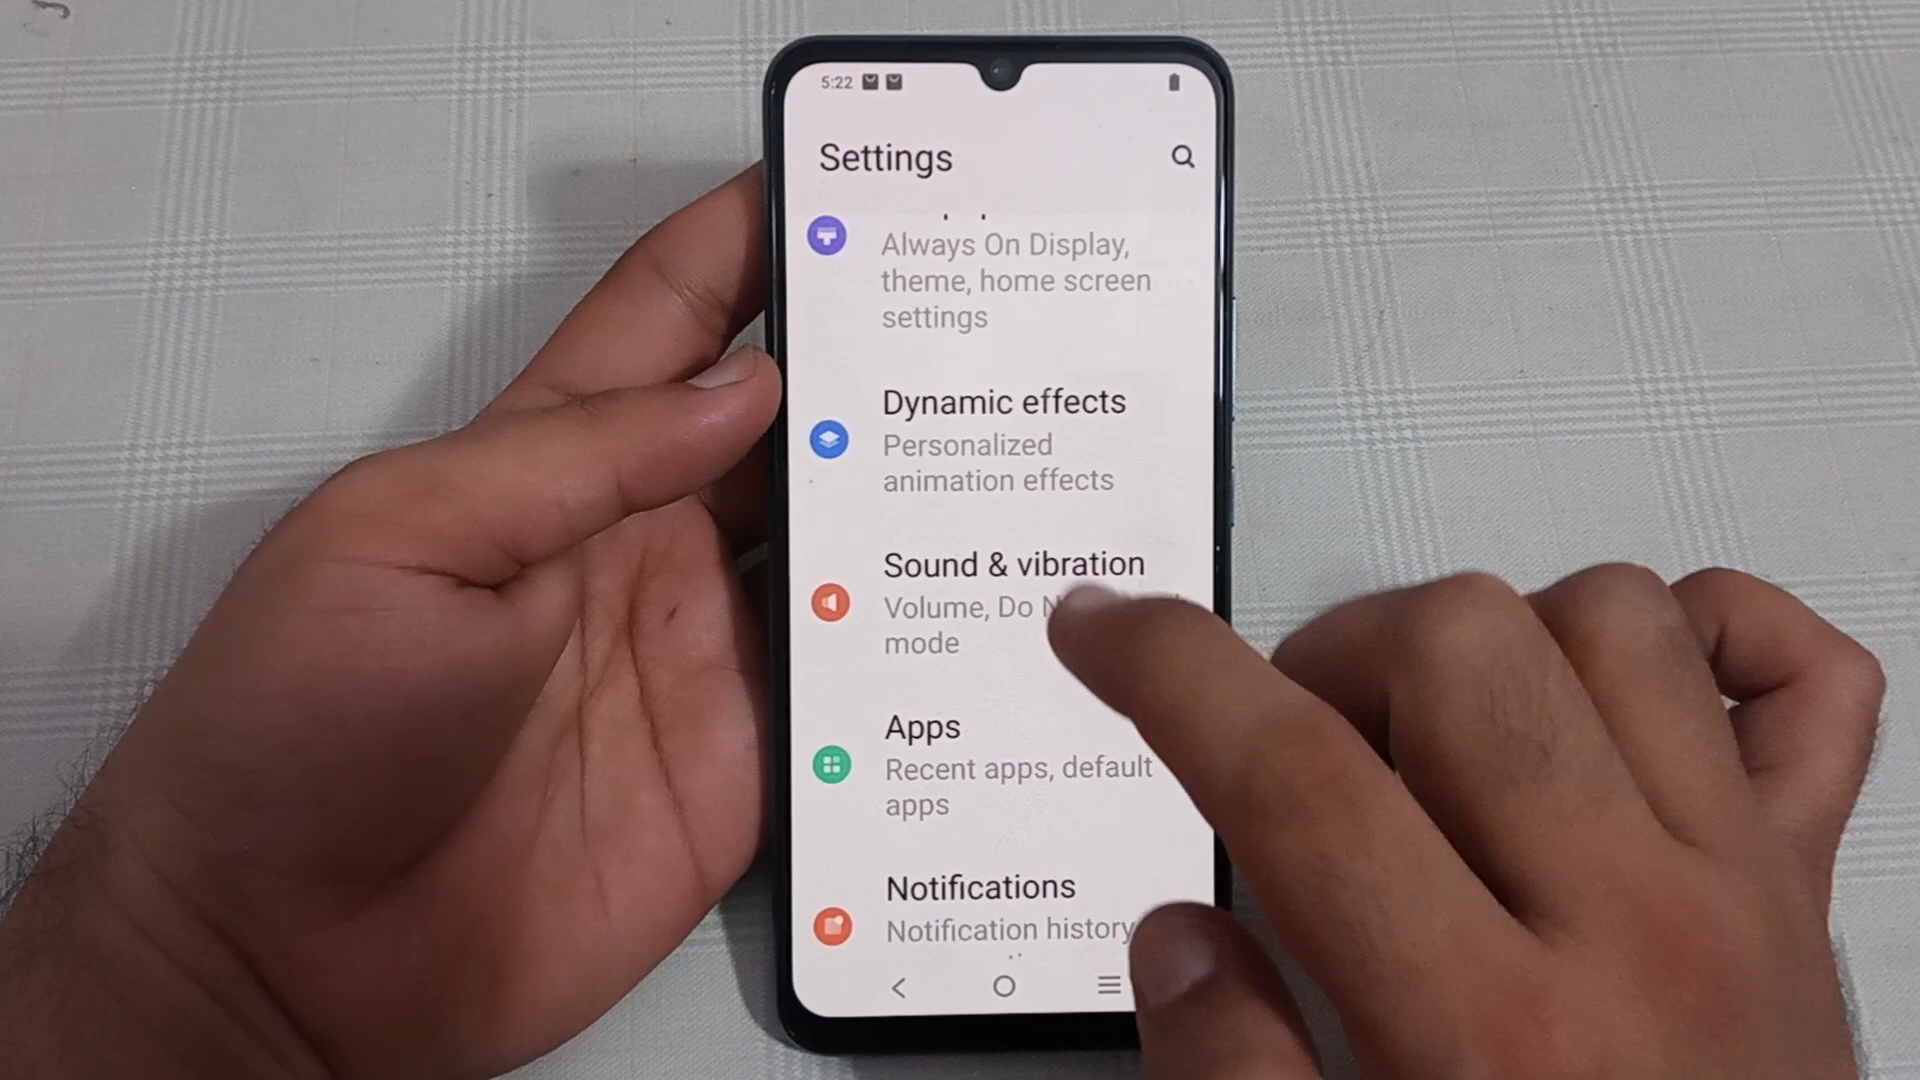 5:22
Settings
Always On Display,
theme, home screen
settings
Dynamic effects
Personalized
animation effects
Sound & vibration
Volume, Do
mode
Apps
Recent apps, default
apps
Notifications
Notification history